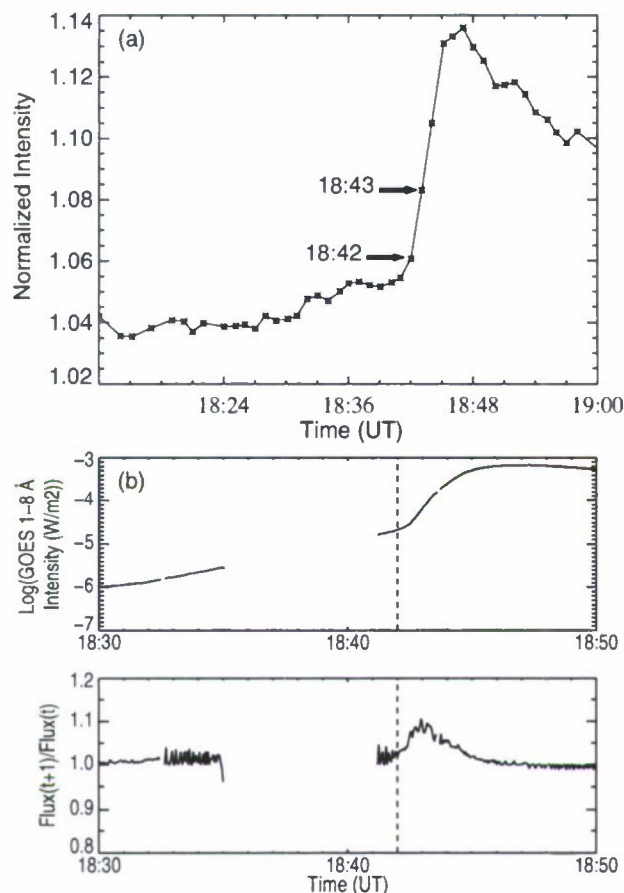 (a)
1.14
1.12
1.10
1.08
1.06
1.04
1.02
Normalized Intensity
18:43
18:42
18:24 18:36 18:48 19:00
Time (UT)
(b)
-3
-4
-5
-6
-7
Log(GOES 1-8 Å
Intensity (W/m2))
18:30 18:40 18:50
1.2
1.1
1.0
0.9
0.8
Flux(t+1)/Flux(t)
18:30 18:40 18:50
Time (UT)